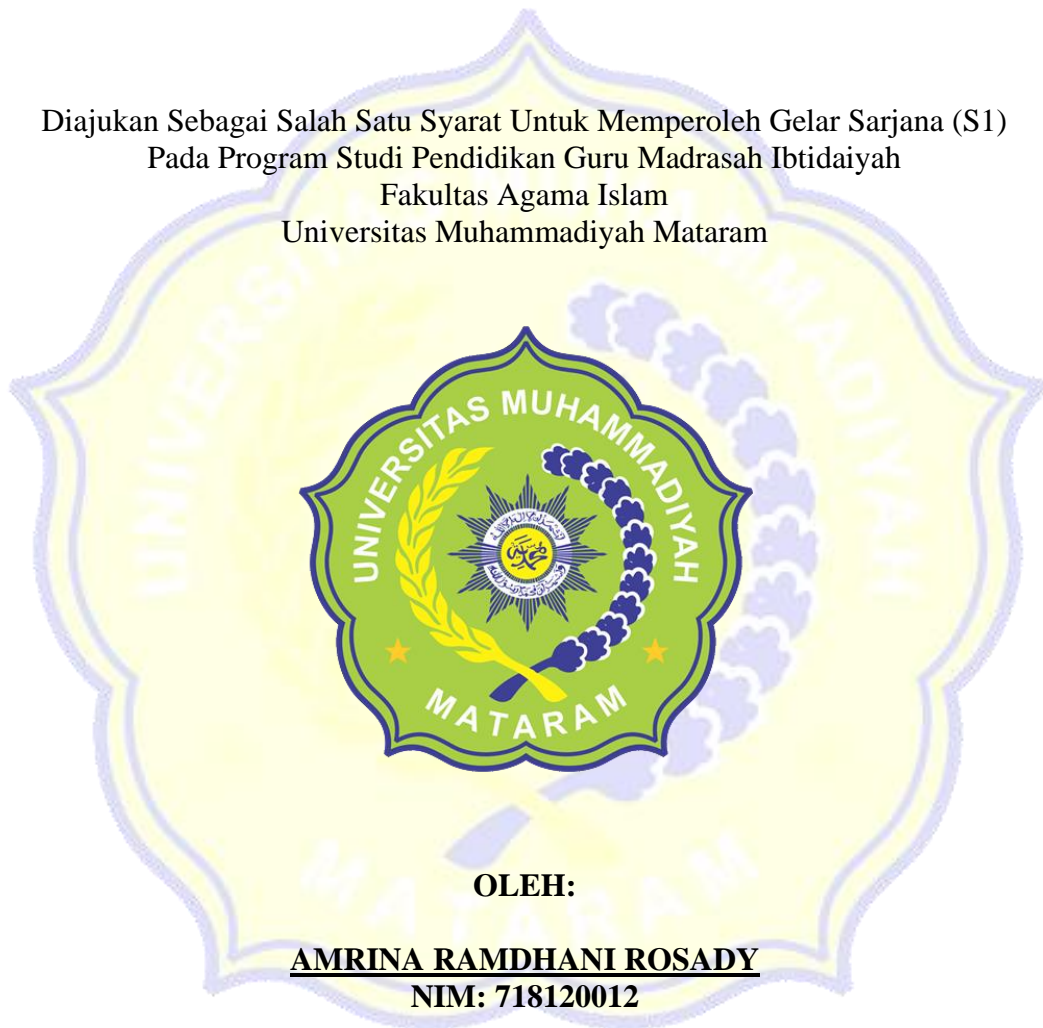 Diajukan Sebagai Salah Satu Syarat Untuk Memperoleh Gelar Sarjana (S1)
Pada Program Studi Pendidikan Guru Madrasah Ibtidaiyah
Fakultas Agama Islam
Universitas Muhammadiyah Mataram
UNIVERSITAS MUHAMMADIYAH
MATARAM
OLEH:
AMRINA RAMDHANI ROSADY
NIM: 718120012